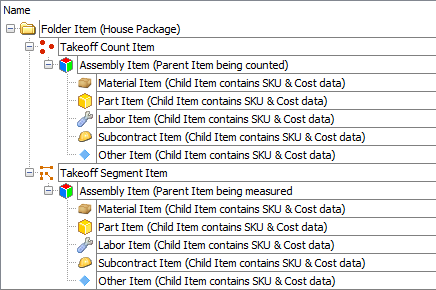 Name
Folder Item (House Package)
Takeoff Count Item
Assembly Item (Parent Item being counted)
Material Item (Child Item contains SKU & Cost data)
Part Item (Child Item contains SKU & Cost data)
Labor Item (Child Item contains SKU & Cost data)
Subcontract Item (Child Item contains SKU & Cost data)
Other Item (Child Item contains SKU & Cost data)
Takeoff Segment Item
Assembly Item (Parent Item being measured
Material Item (Child Item contains SKU & Cost data)
Part Item (Child Item contains SKU & Cost data)
Labor Item (Child Item contains SKU & Cost data)
Subcontract Item (Child Item contains SKU & Cost data)
Other Item (Child Item contains SKU & Cost data)